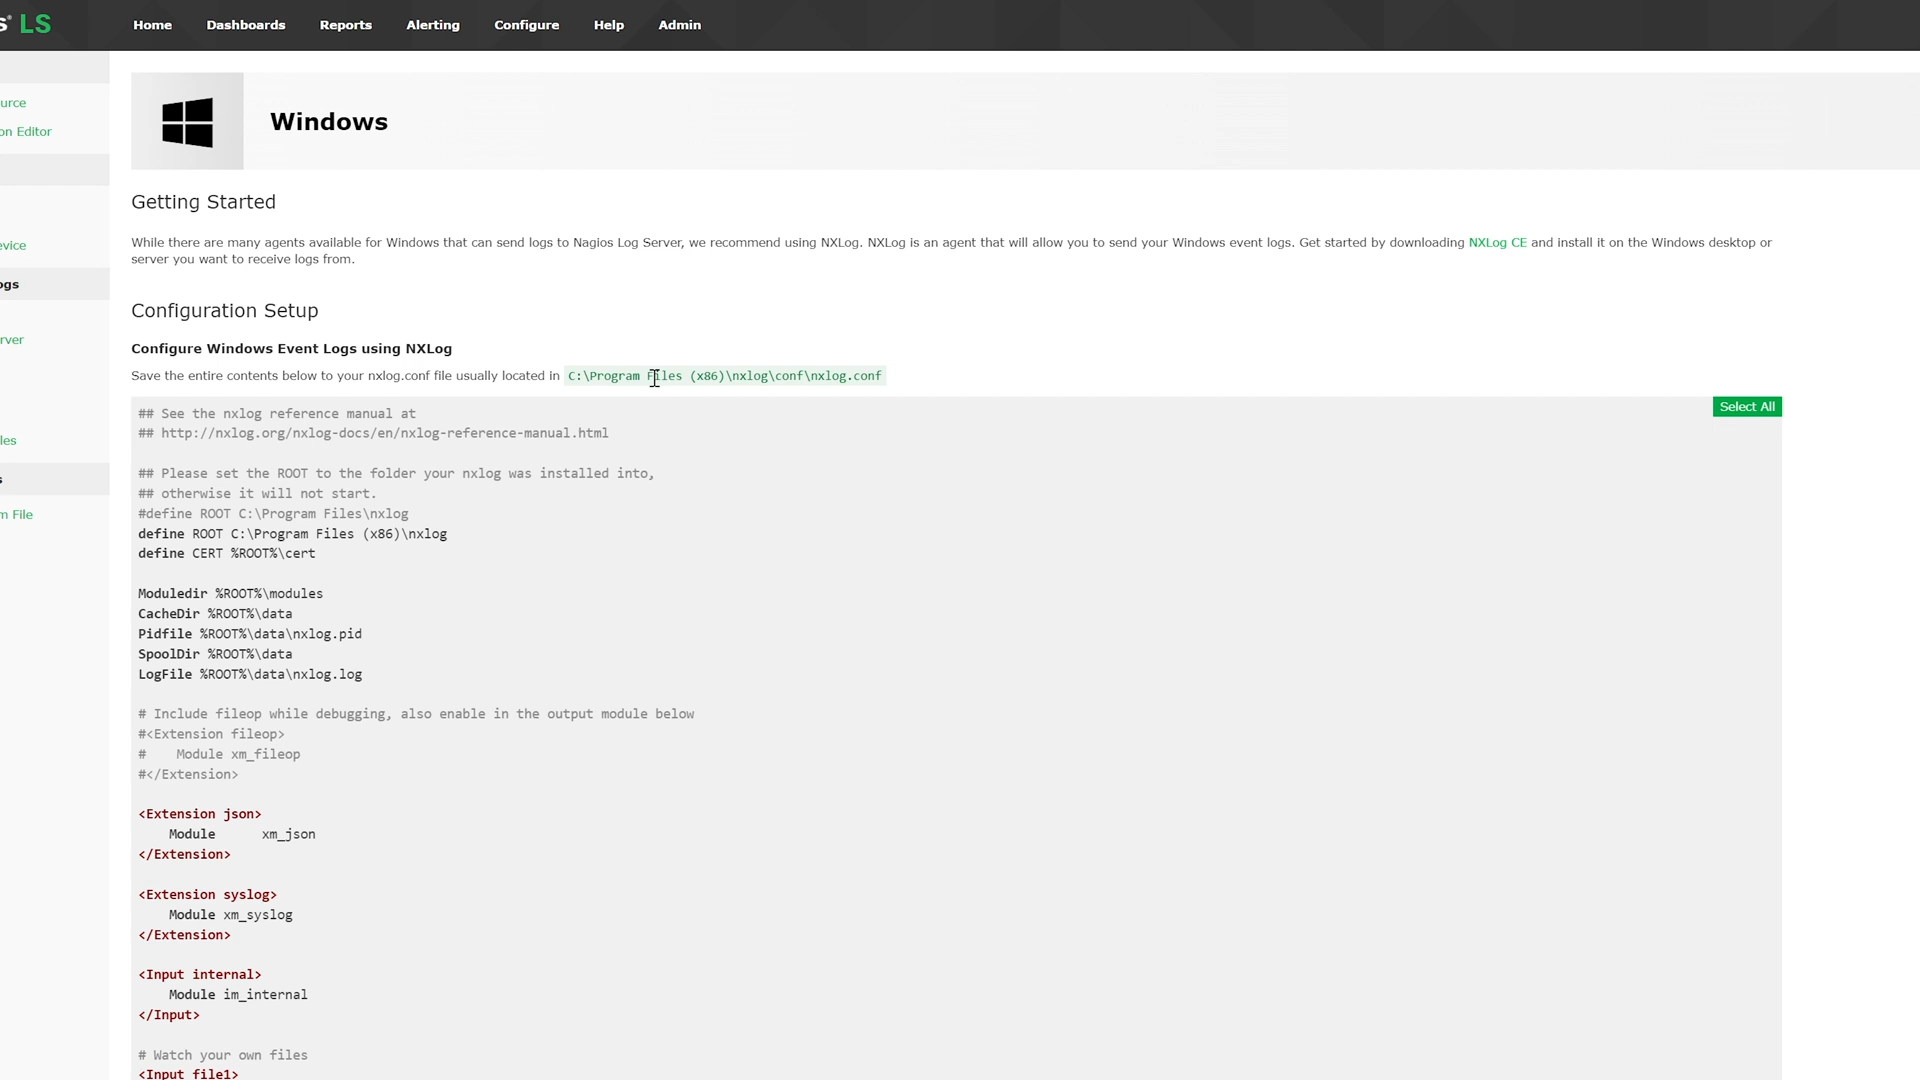 LS
Home Dashboards Reports Alerting Configure Help Admin
urce
on Editor
evice
ogs
rver
les
s
m File
Windows
Getting Started
While there are many agents available for Windows that can send logs to Nagios Log Server, we recommend using NXLog. NXLog is an agent that will allow you to send your Windows event logs. Get started by downloading NXLog CE and install it on the Windows desktop or
server you want to receive logs from.
Configuration Setup
Configure Windows Event Logs using NXLog
Save the entire contents below to your nxlog.conf file usually located in C:\Program Files (x86)\nxlog\conf\nxlog.conf
Select All
## See the nxlog reference manual at
## http://nxlog.org/nxlog-docs/en/nxlog-reference-manual.html
## Please set the ROOT to the folder your nxlog was installed into,
## otherwise it will not start.
#define ROOT C:\Program Files\nxlog
define ROOT C:\Program Files (x86)\nxlog
define CERT %ROOT%\cert
Moduledir %ROOT%\modules
CacheDir %ROOT%\data
Pidfile %ROOT%\data\nxlog.pid
SpoolDir %ROOT%\data
LogFile %ROOT%\data\nxlog.log
# Include fileop while debugging, also enable in the output module below
#<Extension fileop>
#    Module xm_fileop
#</Extension>
<Extension json>
Module      xm_json
</Extension>
<Extension syslog>
Module xm_syslog
</Extension>
<Input internal>
Module im_internal
</Input>
# Watch your own files
<Input file1>